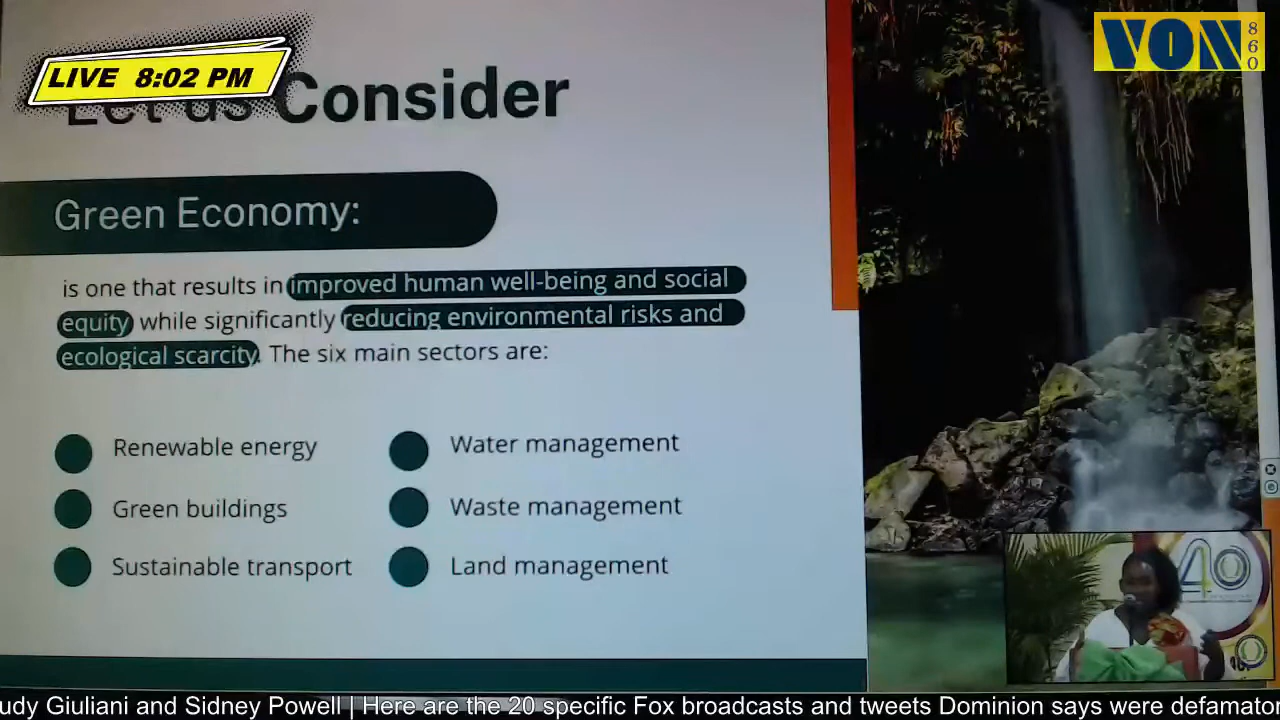 LIVE 8:02 PM
VON
860
Let us Consider
Green Economy:
is one that results in improved human well-being and social
equity while significantly reducing environmental risks and
ecological scarcity. The six main sectors are:
Renewable energy
Water management
Green buildings
Waste management
Sustainable transport
Land management
40
udy Giuliani and Sidney Powell | Here are the 20 specific Fox broadcasts and tweets Dominion says were defamator